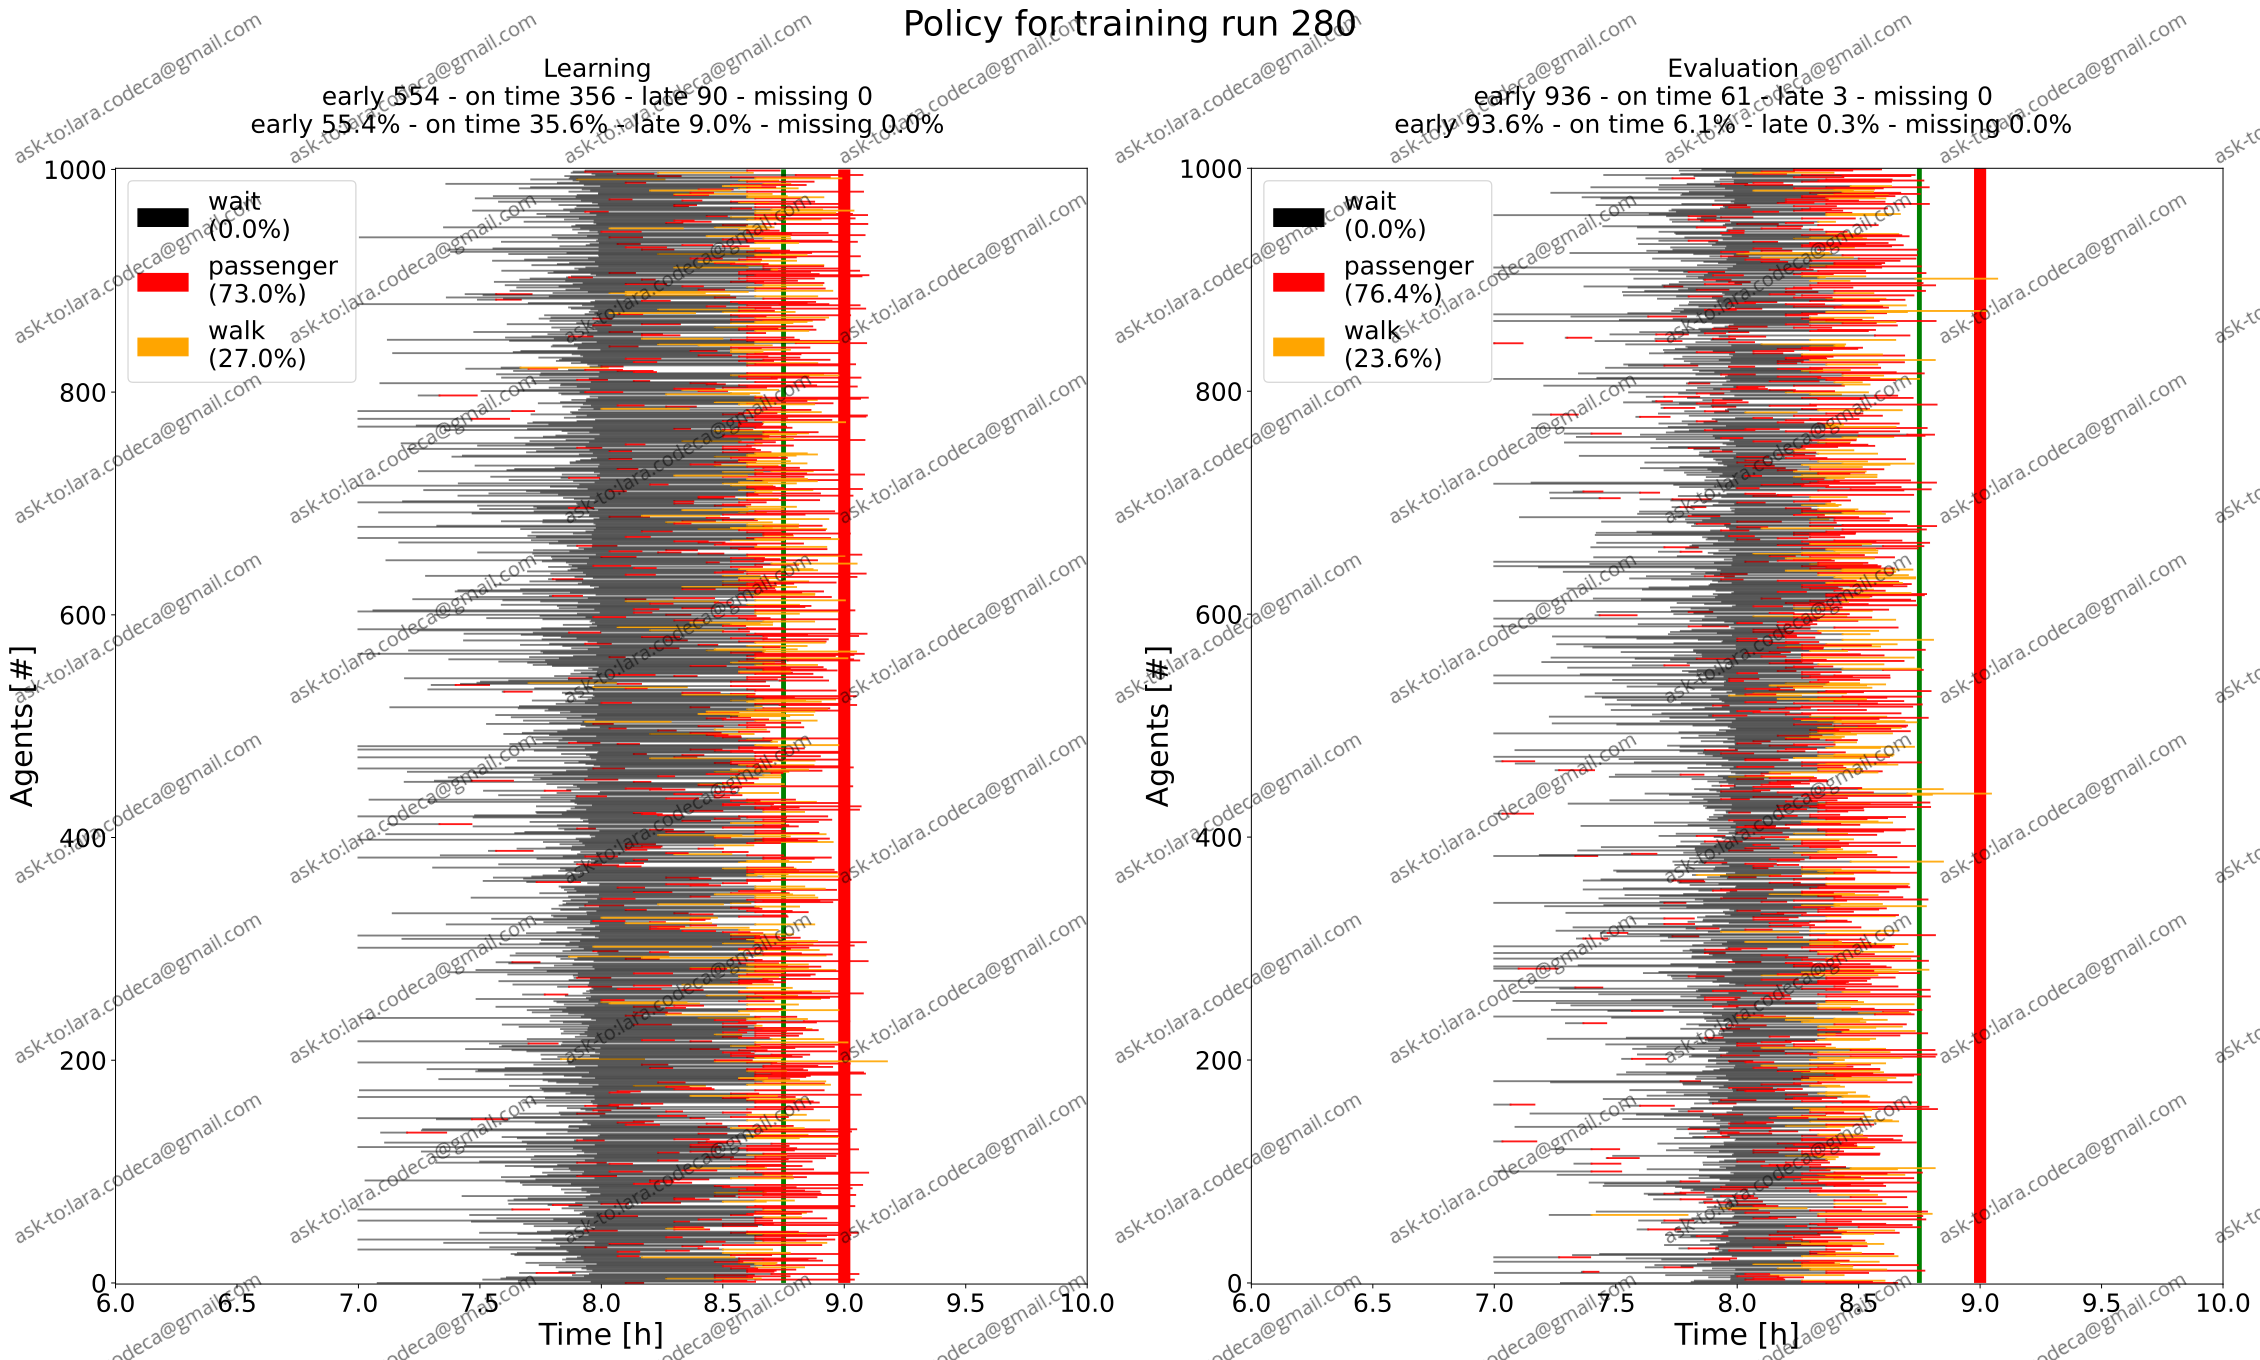 Policy for training run 280
Learning
early 554 - on time 356 - late 90 - missing 0
early 55.4% - on time 35.6% - late 9.0% - missing 0.0%
Agents [#]
1000
800
600
400
200
0
wait
(0.0%)
passenger
(73.0%)
walk
(27.0%)
6.0 6.5 7.0 7.5 8.0 8.5 9.0 9.5 10.0
Time [h]
Evaluation
early 936 - on time 61 - late 3 - missing 0
early 93.6% - on time 6.1% - late 0.3% - missing 0.0%
Agents [#]
1000
800
600
400
200
0
wait
(0.0%)
passenger
(76.4%)
walk
(23.6%)
6.0 6.5 7.0 7.5 8.0 8.5 9.0 9.5 10.0
Time [h]
ask-to:lara.codeca@gmail.com